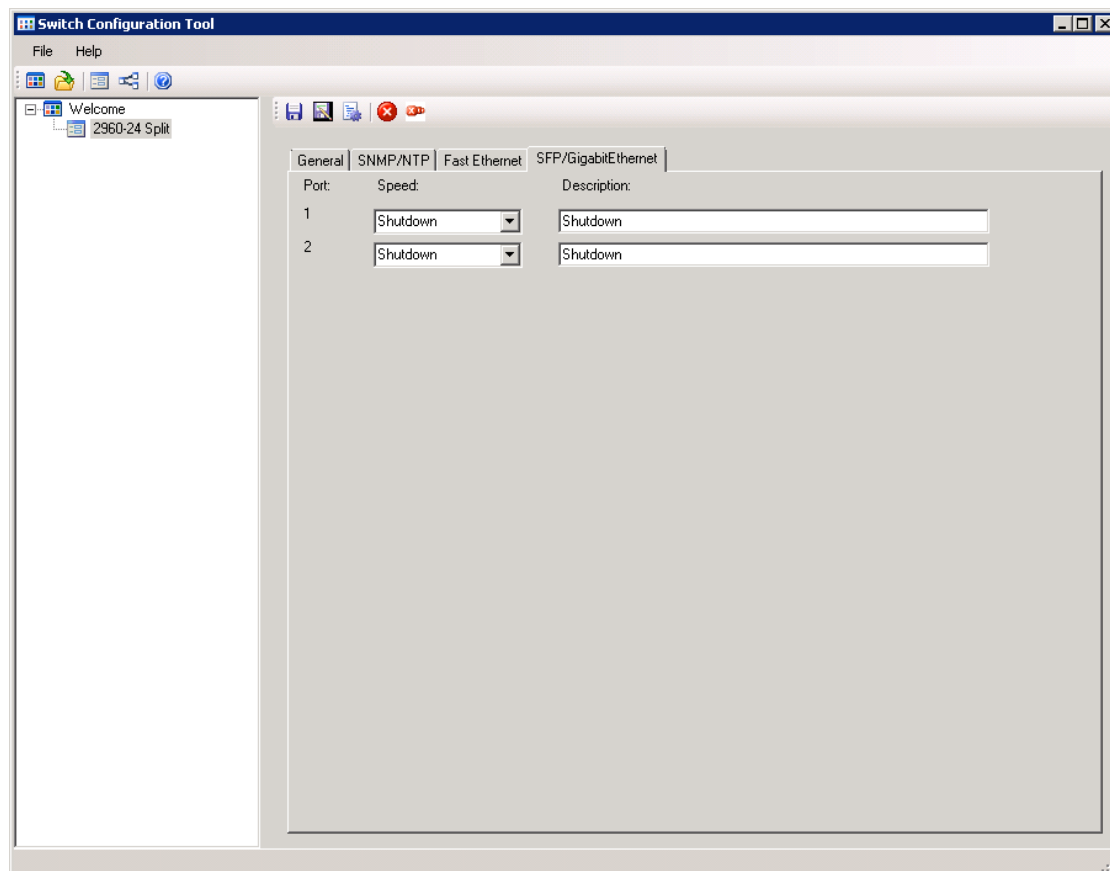 Switch Configuration Tool
File Help
Welcome
2960-24 Split
General SNMP/NTP Fast Ethernet SFP/GigabitEthernet
Port: Speed: Description:
1 Shutdown Shutdown
2 Shutdown Shutdown